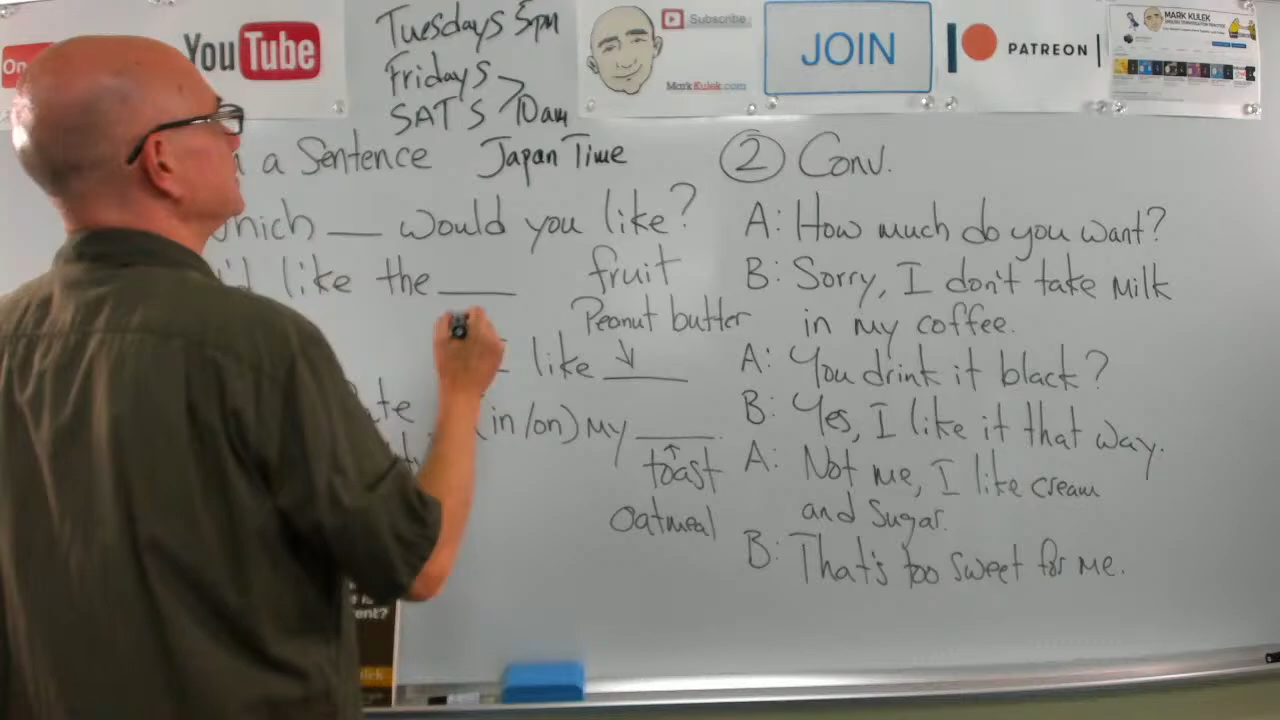 On
YouTube
Tuesdays 5pm
Fridays
SAT'S 10am
Subscribe
MarkKulek.com
JOIN
PATREON
MARK KULEK
a Sentence Japan Time
② Conv.
hich ___ would you like?
'd like the ___ fruit
Peanut butter
like ___
(in/on) My ___
toast
oatmeal
A: How much do you want?
B: Sorry, I don't take Milk
in my coffee.
A: You drink it black?
B: Yes, I like it that way.
A: Not me, I like cream
and Sugar.
B: That's too sweet for me.